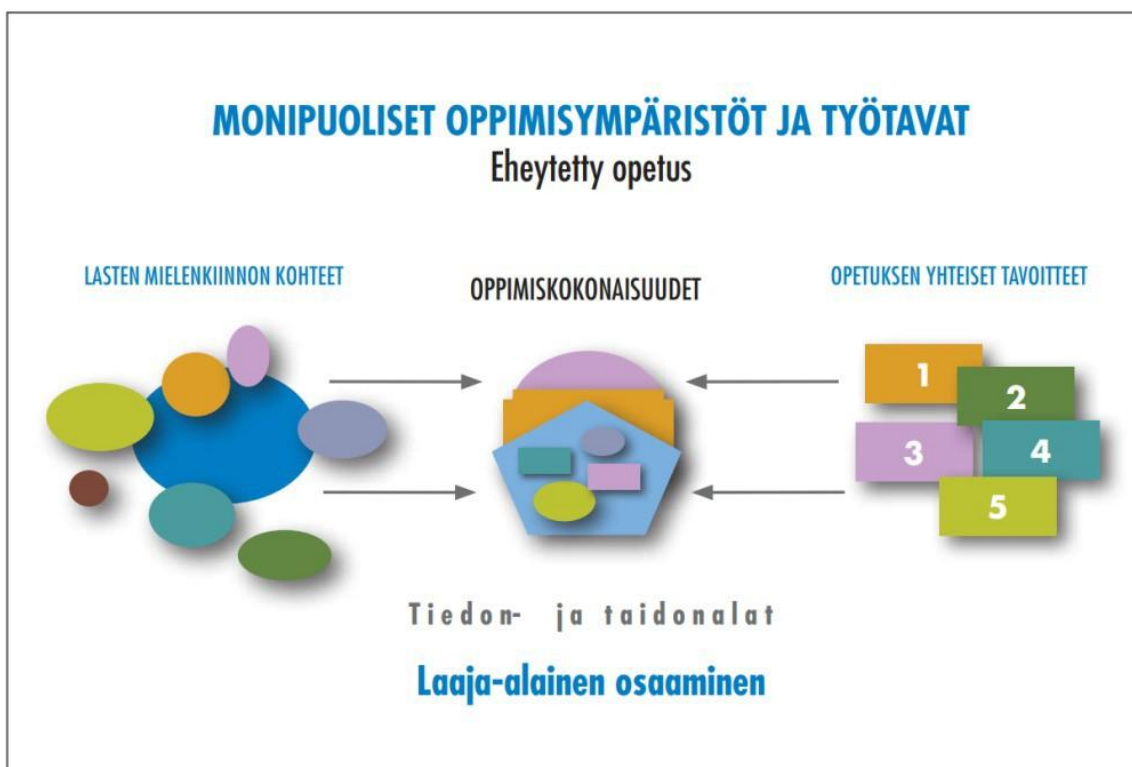 MONIPUOLISET OPPIMISYMPÄRISTÖT JA TYÖTAVAT
Eheytetty opetus
LASTEN MIELENKIINNON KOHTEET
OPPIMISKOKONAISUUDET
OPETUKSEN YHTEISET TAVOITTEET
1
2
3
4
5
Tiedon- ja taidonalat
Laaja-alainen osaaminen